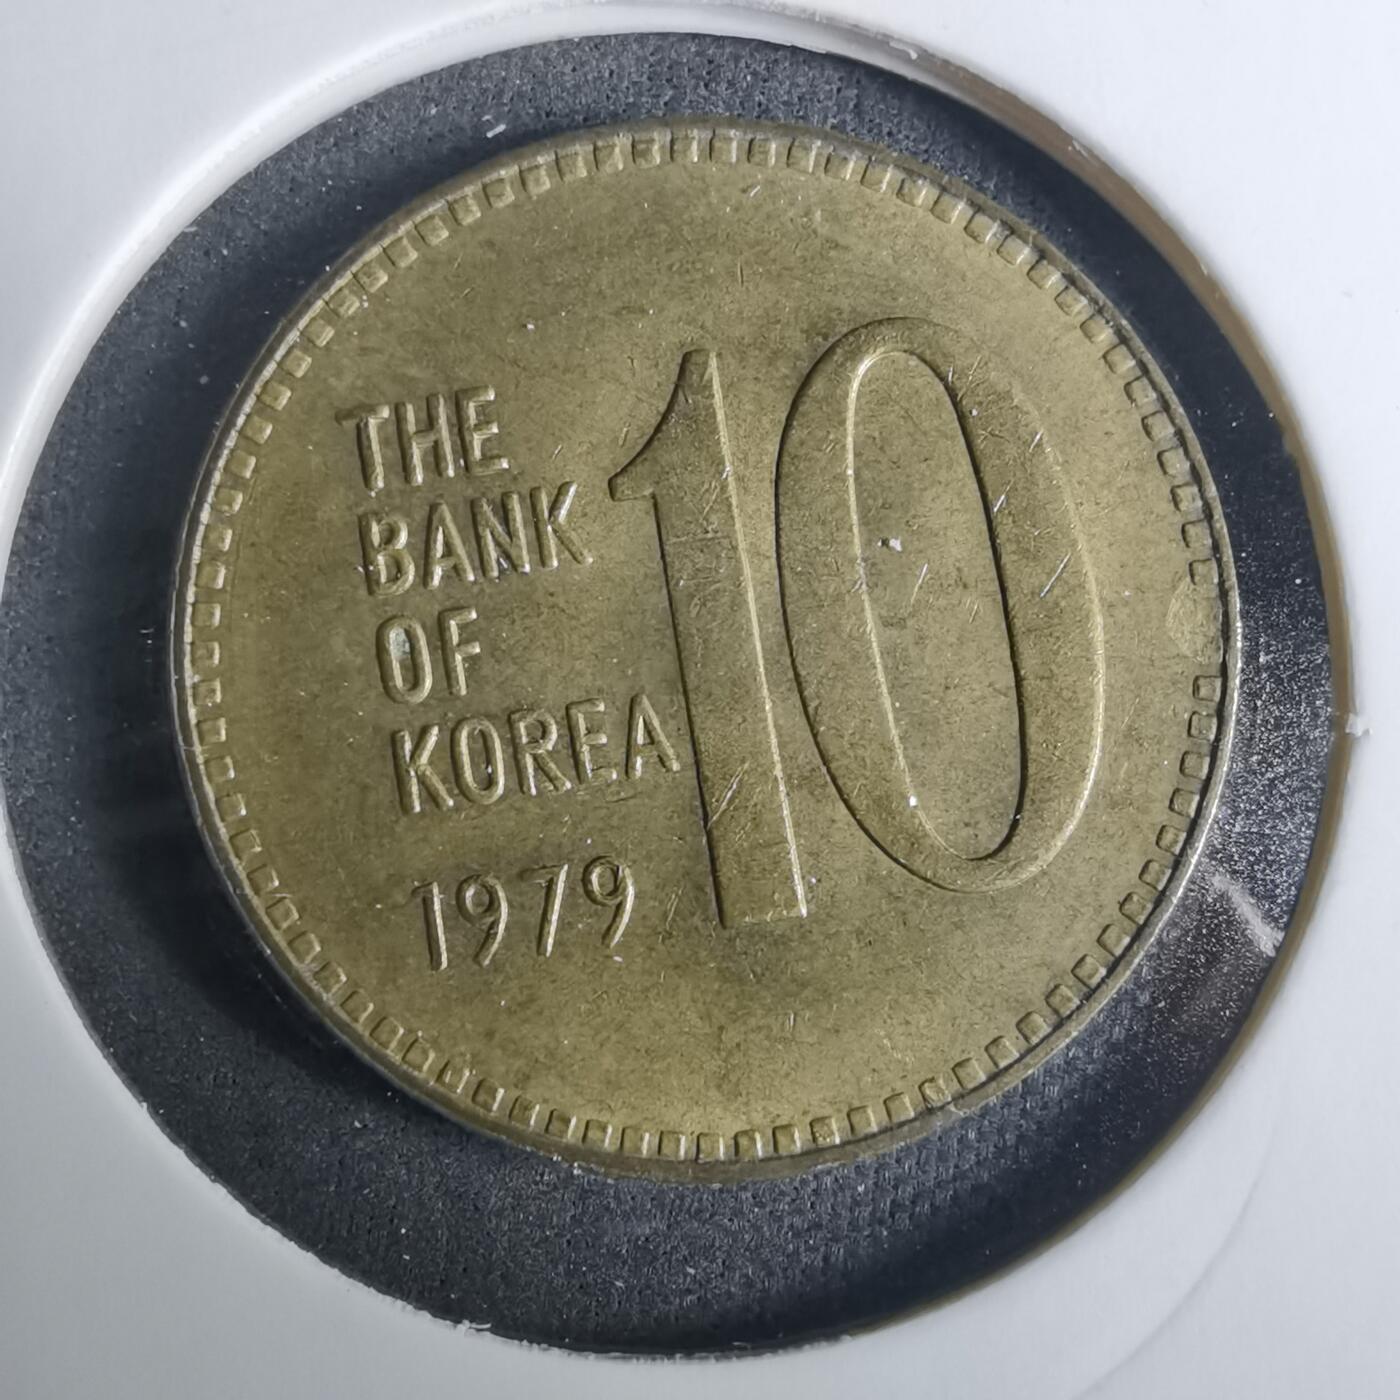 THE
BANK
OF
KOREA
1979
10